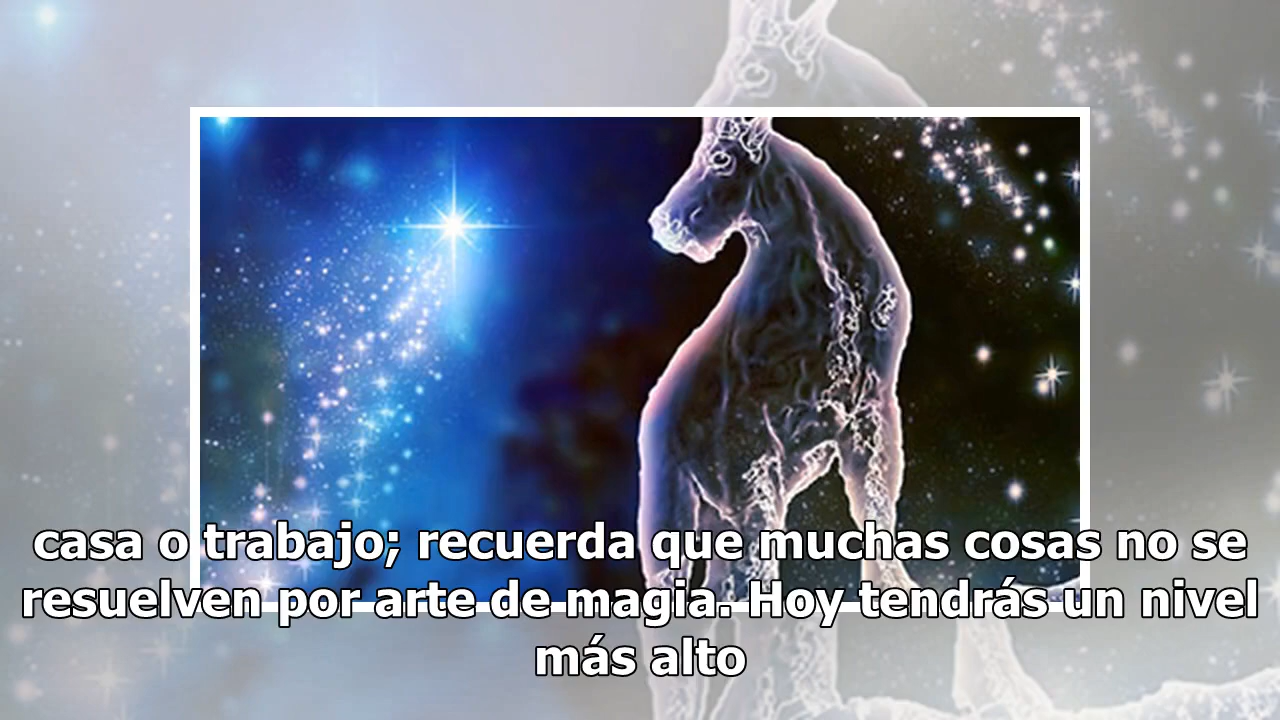 casa o trabajo; recuerda que muchas cosas no se
resuelven por arte de magia. Hoy tendrás un nivel
más alto